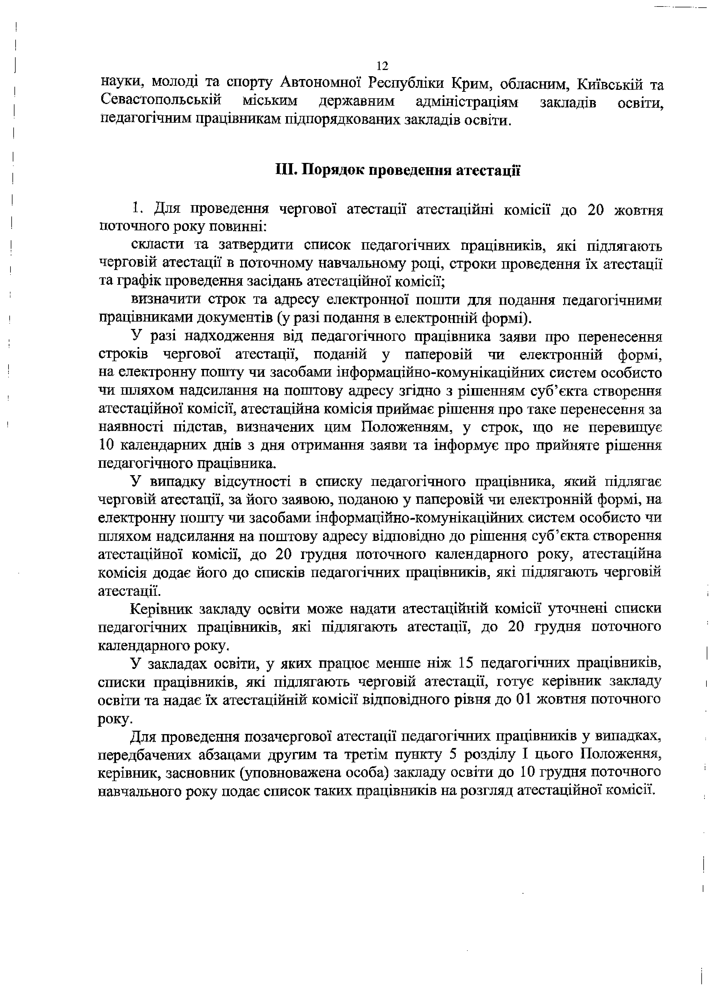 12
науки, молоді та спорту Автономної Республіки Крим, обласним, Київській та
Севастопольській міським державним адміністраціям закладів освіти,
педагогічним працівникам підпорядкованих закладів освіти.
III. Порядок проведення атестації
1. Для проведення чергової атестації атестаційні комісії до 20 жовтня
поточного року повинні:
скласти та затвердити список педагогічних працівників, які підлягають
черговій атестації в поточному навчальному році, строки проведення їх атестації
та графік проведення засідань атестаційної комісії;
визначити строк та адресу електронної пошти для подання педагогічними
працівниками документів (у разі подання в електронній формі).
У разі надходження від педагогічного працівника заяви про перенесення
строків чергової атестації, поданій у паперовій чи електронній формі,
на електронну пошту чи засобами інформаційно-комунікаційних систем особисто
чи шляхом надсилання на поштову адресу згідно з рішенням суб’єкта створення
атестаційної комісії, атестаційна комісія приймає рішення про таке перенесення за
наявності підстав, визначених цим Положенням, у строк, що не перевищує
10 календарних днів з дня отримання заяви та інформує про прийняте рішення
педагогічного працівника.
У випадку відсутності в списку педагогічного працівника, який підлягає
черговій атестації, за його заявою, поданою у паперовій чи електронній формі, на
електронну пошту чи засобами інформаційно-комунікаційних систем особисто чи
шляхом надсилання на поштову адресу відповідно до рішення суб’єкта створення
атестаційної комісії, до 20 грудня поточного календарного року, атестаційна
комісія додає його до списків педагогічних працівників, які підлягають черговій
атестації.
Керівник закладу освіти може надати атестаційній комісії уточнені списки
педагогічних працівників, які підлягають атестації, до 20 грудня поточного
календарного року.
У закладах освіти, у яких працює менше ніж 15 педагогічних працівників,
списки працівників, які підлягають черговій атестації, готує керівник закладу
освіти та надає їх атестаційній комісії відповідного рівня до 01 жовтня поточного
року.
Для проведення позачергової атестації педагогічних працівників у випадках,
передбачених абзацами другим та третім пункту 5 розділу I цього Положення,
керівник, засновник (уповноважена особа) закладу освіти до 10 грудня поточного
навчального року подає список таких працівників на розгляд атестаційної комісії.